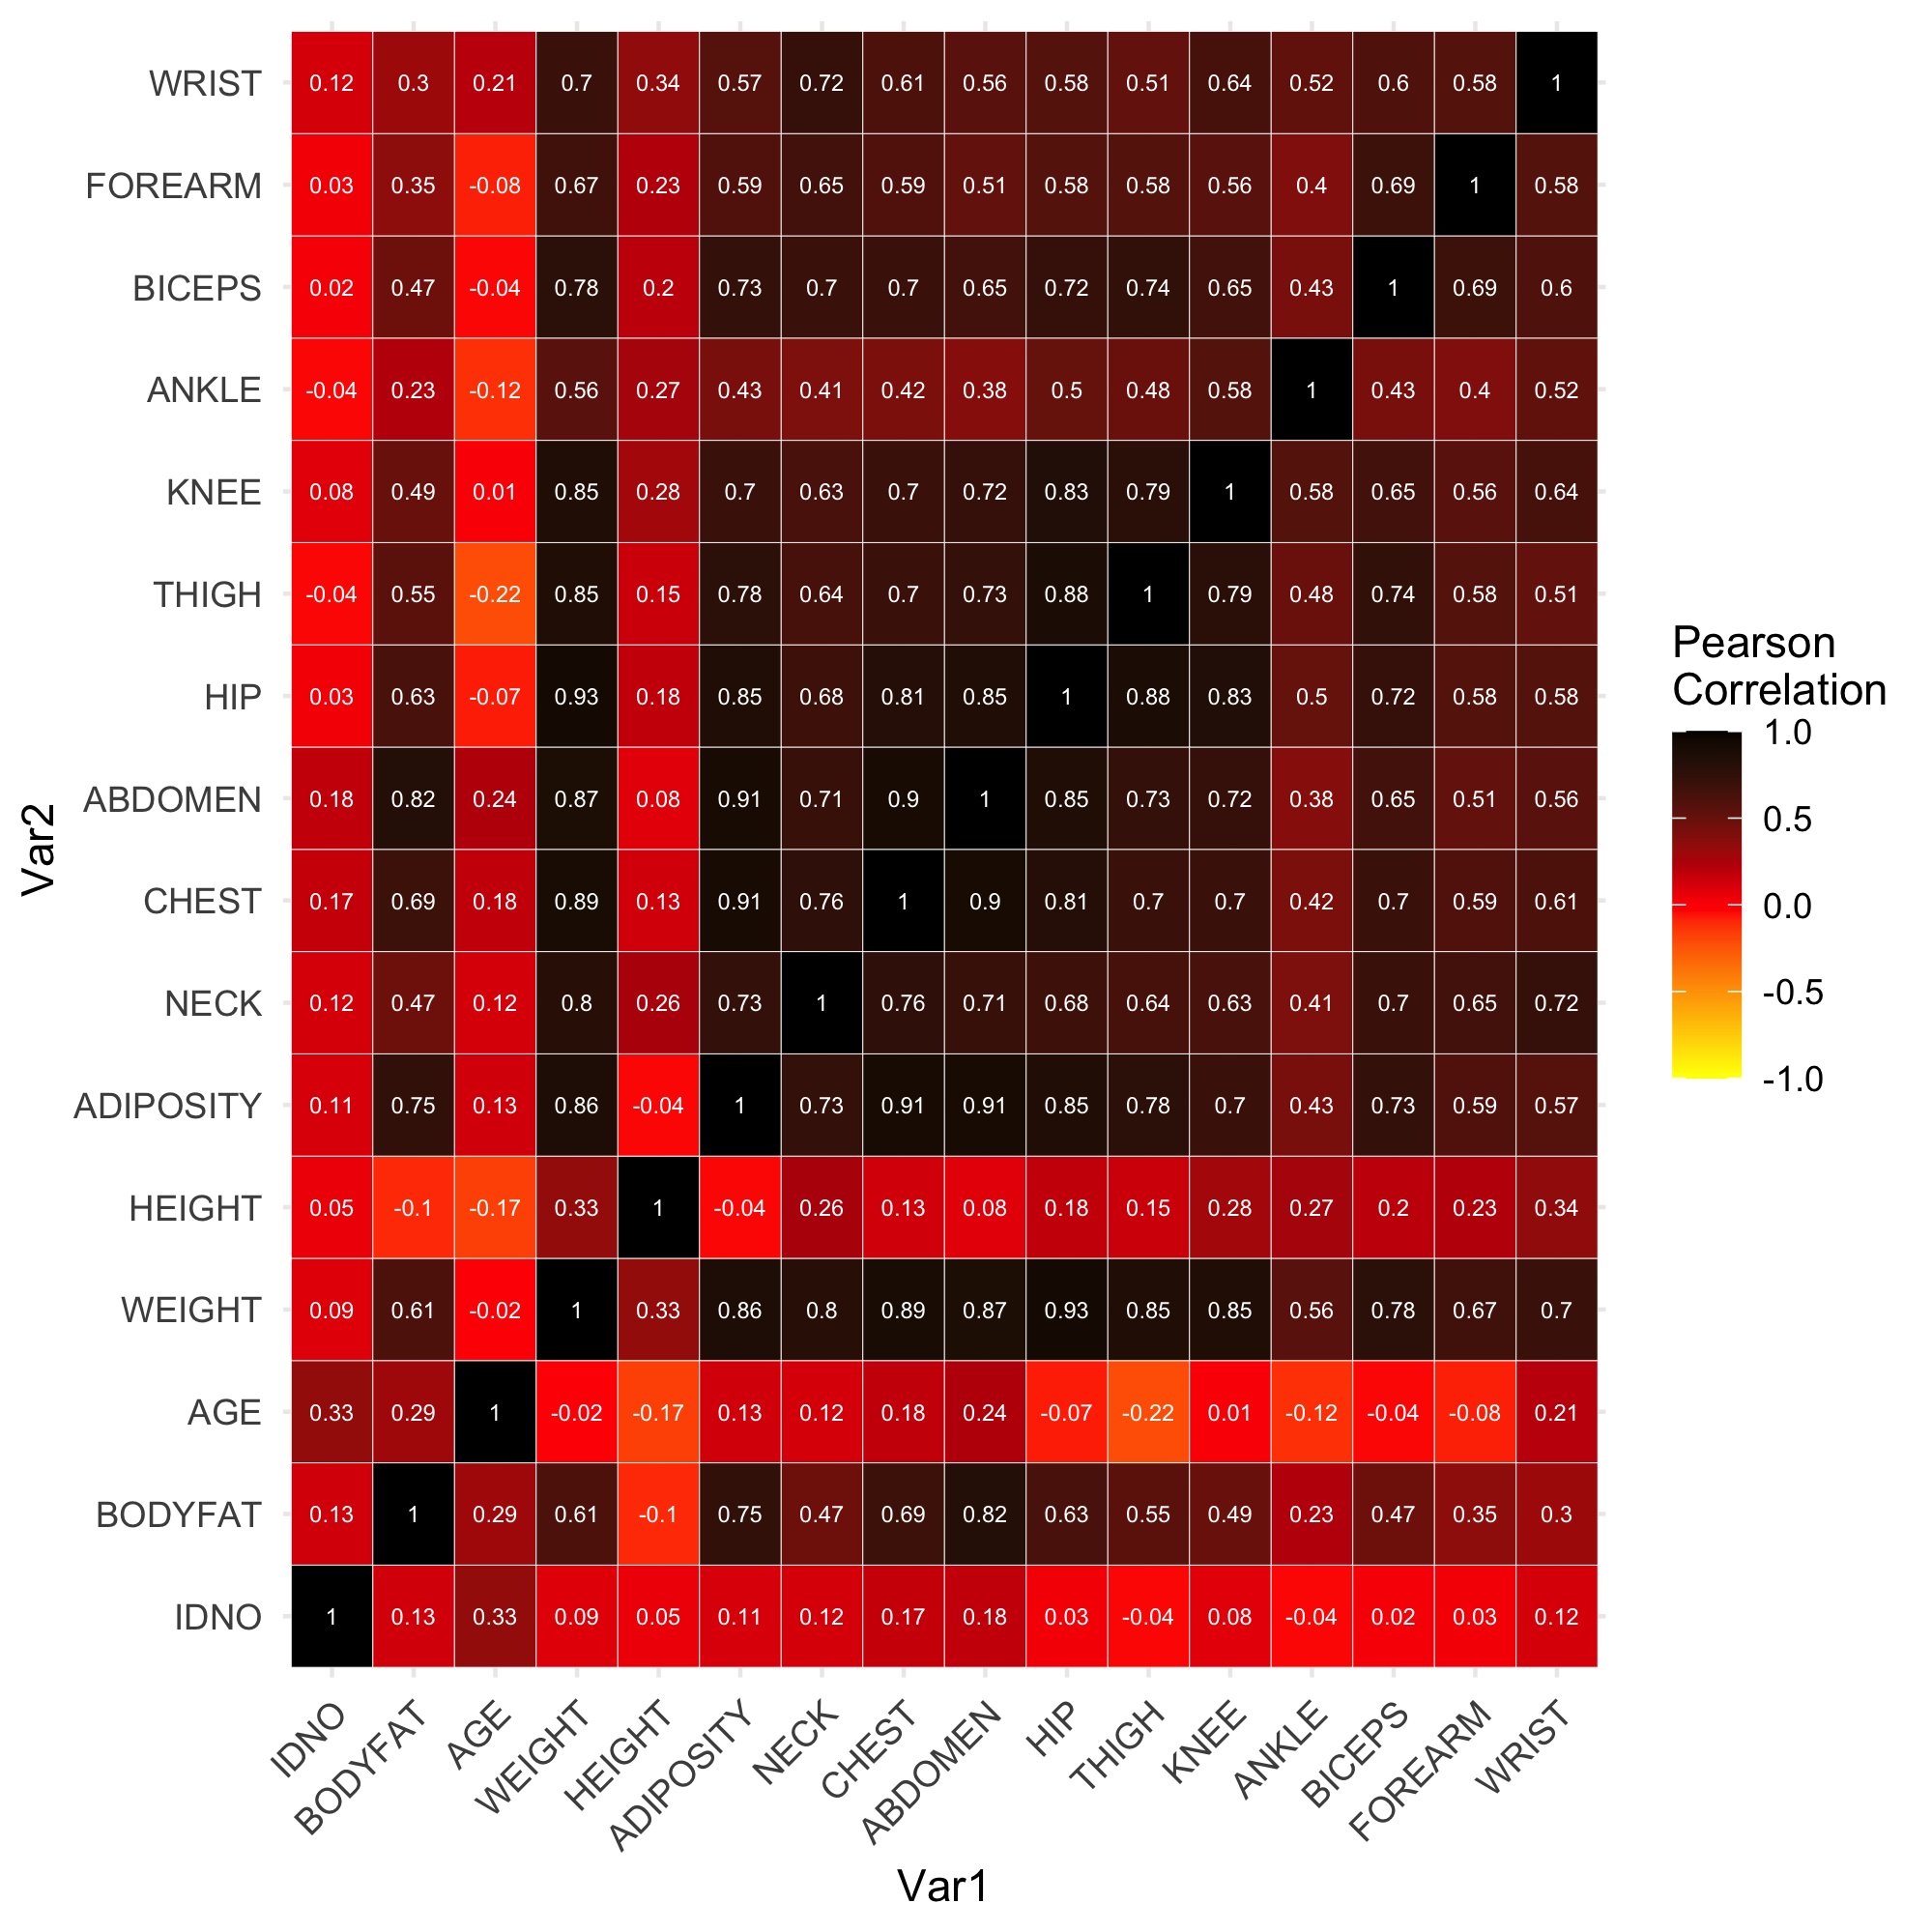 WRIST 0.12 0.3 0.21 0.7 0.34 0.57 0.72 0.61 0.56 0.58 0.51 0.64 0.52 0.6 0.58 1
FOREARM 0.03 0.35 -0.08 0.67 0.23 0.59 0.65 0.59 0.51 0.58 0.58 0.56 0.4 0.69 1 0.58
BICEPS 0.02 0.47 -0.04 0.78 0.2 0.73 0.7 0.7 0.65 0.72 0.74 0.65 0.43 1 0.69 0.6
ANKLE -0.04 0.23 -0.12 0.56 0.27 0.43 0.41 0.42 0.38 0.5 0.48 0.58 1 0.43 0.4 0.52
KNEE 0.08 0.49 0.01 0.85 0.28 0.7 0.63 0.7 0.72 0.83 0.79 1 0.58 0.65 0.56 0.64
THIGH -0.04 0.55 -0.22 0.85 0.15 0.78 0.64 0.7 0.73 0.88 1 0.79 0.48 0.74 0.58 0.51
HIP 0.03 0.63 -0.07 0.93 0.18 0.85 0.68 0.81 0.85 1 0.88 0.83 0.5 0.72 0.58 0.58
ABDOMEN 0.18 0.82 0.24 0.87 0.08 0.91 0.71 0.9 1 0.85 0.73 0.72 0.38 0.65 0.51 0.56
CHEST 0.17 0.69 0.18 0.89 0.13 0.91 0.76 1 0.9 0.81 0.7 0.7 0.42 0.7 0.59 0.61
NECK 0.12 0.47 0.12 0.8 0.26 0.73 1 0.76 0.71 0.68 0.64 0.63 0.41 0.7 0.65 0.72
ADIPOSITY 0.11 0.75 0.13 0.86 -0.04 1 0.73 0.91 0.91 0.85 0.78 0.7 0.43 0.73 0.59 0.57
HEIGHT 0.05 -0.1 -0.17 0.33 1 -0.04 0.26 0.13 0.08 0.18 0.15 0.28 0.27 0.2 0.23 0.34
WEIGHT 0.09 0.61 -0.02 1 0.33 0.86 0.8 0.89 0.87 0.93 0.85 0.85 0.56 0.78 0.67 0.7
AGE 0.33 0.29 1 -0.02 -0.17 0.13 0.12 0.18 0.24 -0.07 -0.22 0.01 -0.12 -0.04 -0.08 0.21
BODYFAT 0.13 1 0.29 0.61 -0.1 0.75 0.47 0.69 0.82 0.63 0.55 0.49 0.23 0.47 0.35 0.3
IDNO 1 0.13 0.33 0.09 0.05 0.11 0.12 0.17 0.18 0.03 -0.04 0.08 -0.04 0.02 0.03 0.12
IDNO BODYFAT AGE WEIGHT HEIGHT ADIPOSITY NECK CHEST ABDOMEN HIP THIGH KNEE ANKLE BICEPS FOREARM WRIST
Var1
Var2
Pearson
Correlation
1.0
0.5
0.0
-0.5
-1.0